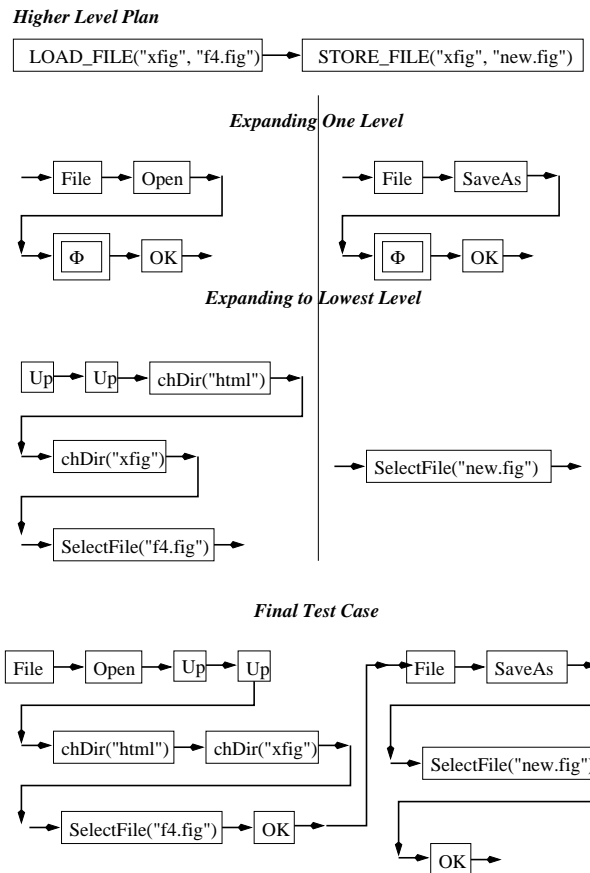 Higher Level Plan
LOAD_FILE("xfig", "f4.fig")
STORE_FILE("xfig", "new.fig")
Expanding One Level
File
Open
File
SaveAs
Φ
OK
Φ
OK
Expanding to Lowest Level
Up
Up
chDir("html")
chDir("xfig")
SelectFile("new.fig")
SelectFile("f4.fig")
Final Test Case
File
Open
Up
Up
File
SaveAs
chDir("html")
chDir("xfig")
SelectFile("new.fig")
SelectFile("f4.fig")
OK
OK